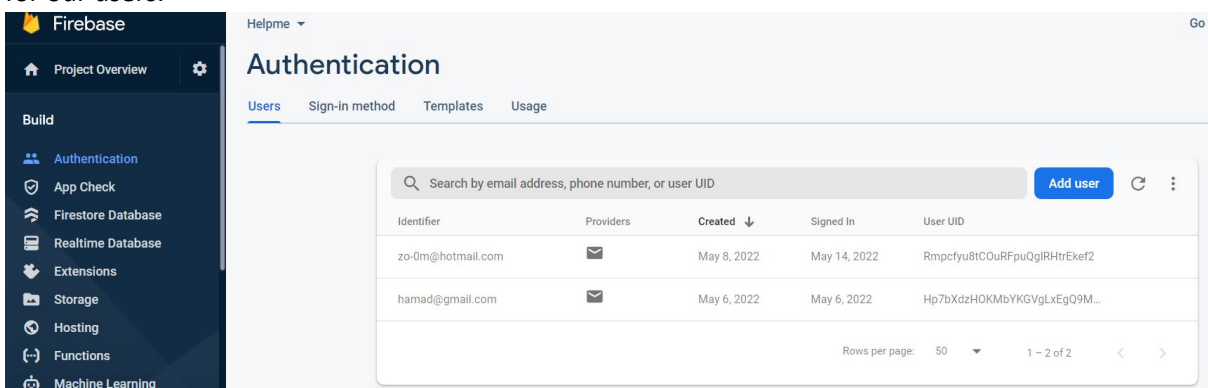 for our users.
Firebase
Helpme
Go
Project Overview
Authentication
Users Sign-in method Templates Usage
Build
Authentication
App Check
Firestore Database
Realtime Database
Extensions
Storage
Hosting
Functions
Machine Learning
Search by email address, phone number, or user UID
Add user
Identifier Providers Created Signed In User UID
zo-0m@hotmail.com May 8, 2022 May 14, 2022 Rmpcfyu8tCOuRFpuQglRHtrEkef2
hamad@gmail.com May 6, 2022 May 6, 2022 Hp7bXdzHOKMbYKGVgLxEgQ9M...
Rows per page: 50 1 – 2 of 2